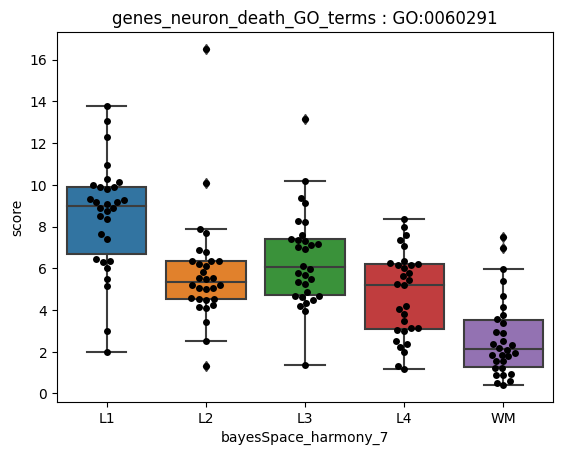 genes_neuron_death_GO_terms : GO:0060291
score
16
14
12
10
8
6
4
2
0
L1 L2 L3 L4 WM
bayesSpace_harmony_7